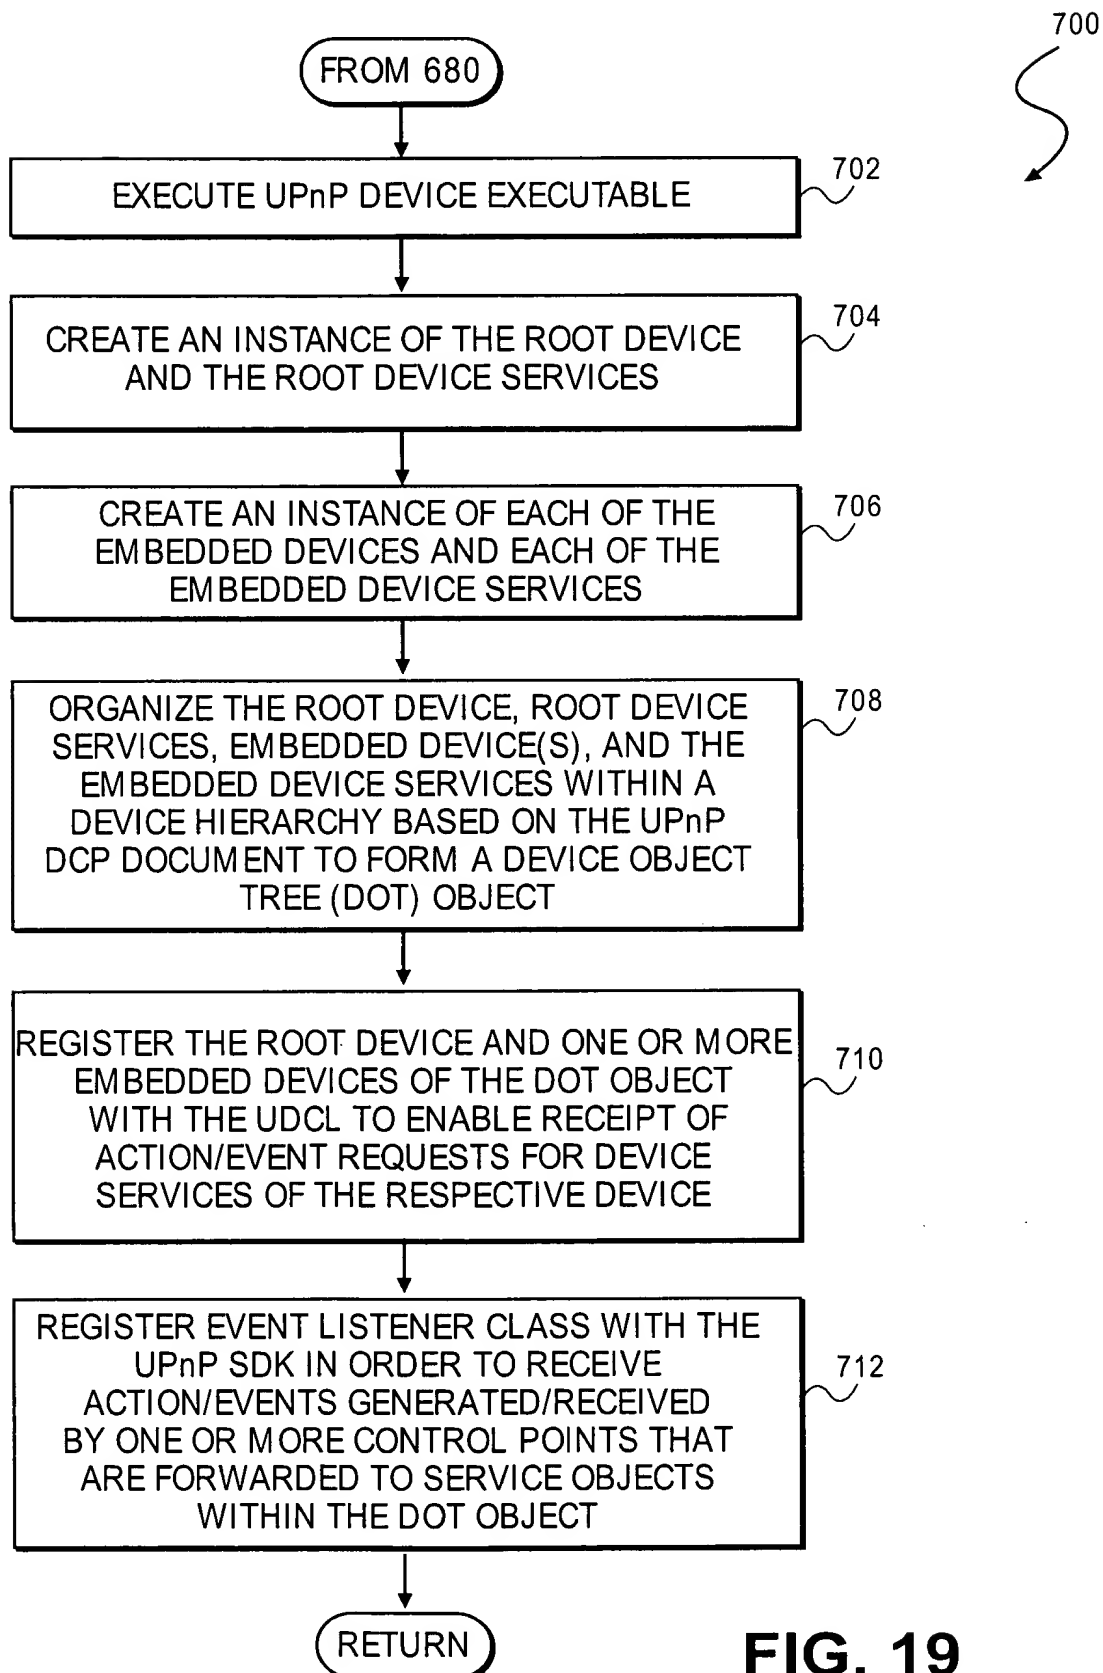 700
FROM 680
EXECUTE UPnP DEVICE EXECUTABLE
702
CREATE AN INSTANCE OF THE ROOT DEVICE
AND THE ROOT DEVICE SERVICES
704
CREATE AN INSTANCE OF EACH OF THE
EMBEDDED DEVICES AND EACH OF THE
EMBEDDED DEVICE SERVICES
706
ORGANIZE THE ROOT DEVICE, ROOT DEVICE
SERVICES, EMBEDDED DEVICE(S), AND THE
EMBEDDED DEVICE SERVICES WITHIN A
DEVICE HIERARCHY BASED ON THE UPnP
DCP DOCUMENT TO FORM A DEVICE OBJECT
TREE (DOT) OBJECT
708
REGISTER THE ROOT DEVICE AND ONE OR MORE
EMBEDDED DEVICES OF THE DOT OBJECT
WITH THE UDCL TO ENABLE RECEIPT OF
ACTION/EVENT REQUESTS FOR DEVICE
SERVICES OF THE RESPECTIVE DEVICE
710
REGISTER EVENT LISTENER CLASS WITH THE
UPnP SDK IN ORDER TO RECEIVE
ACTION/EVENTS GENERATED/RECEIVED
BY ONE OR MORE CONTROL POINTS THAT
ARE FORWARDED TO SERVICE OBJECTS
WITHIN THE DOT OBJECT
712
RETURN
FIG. 19